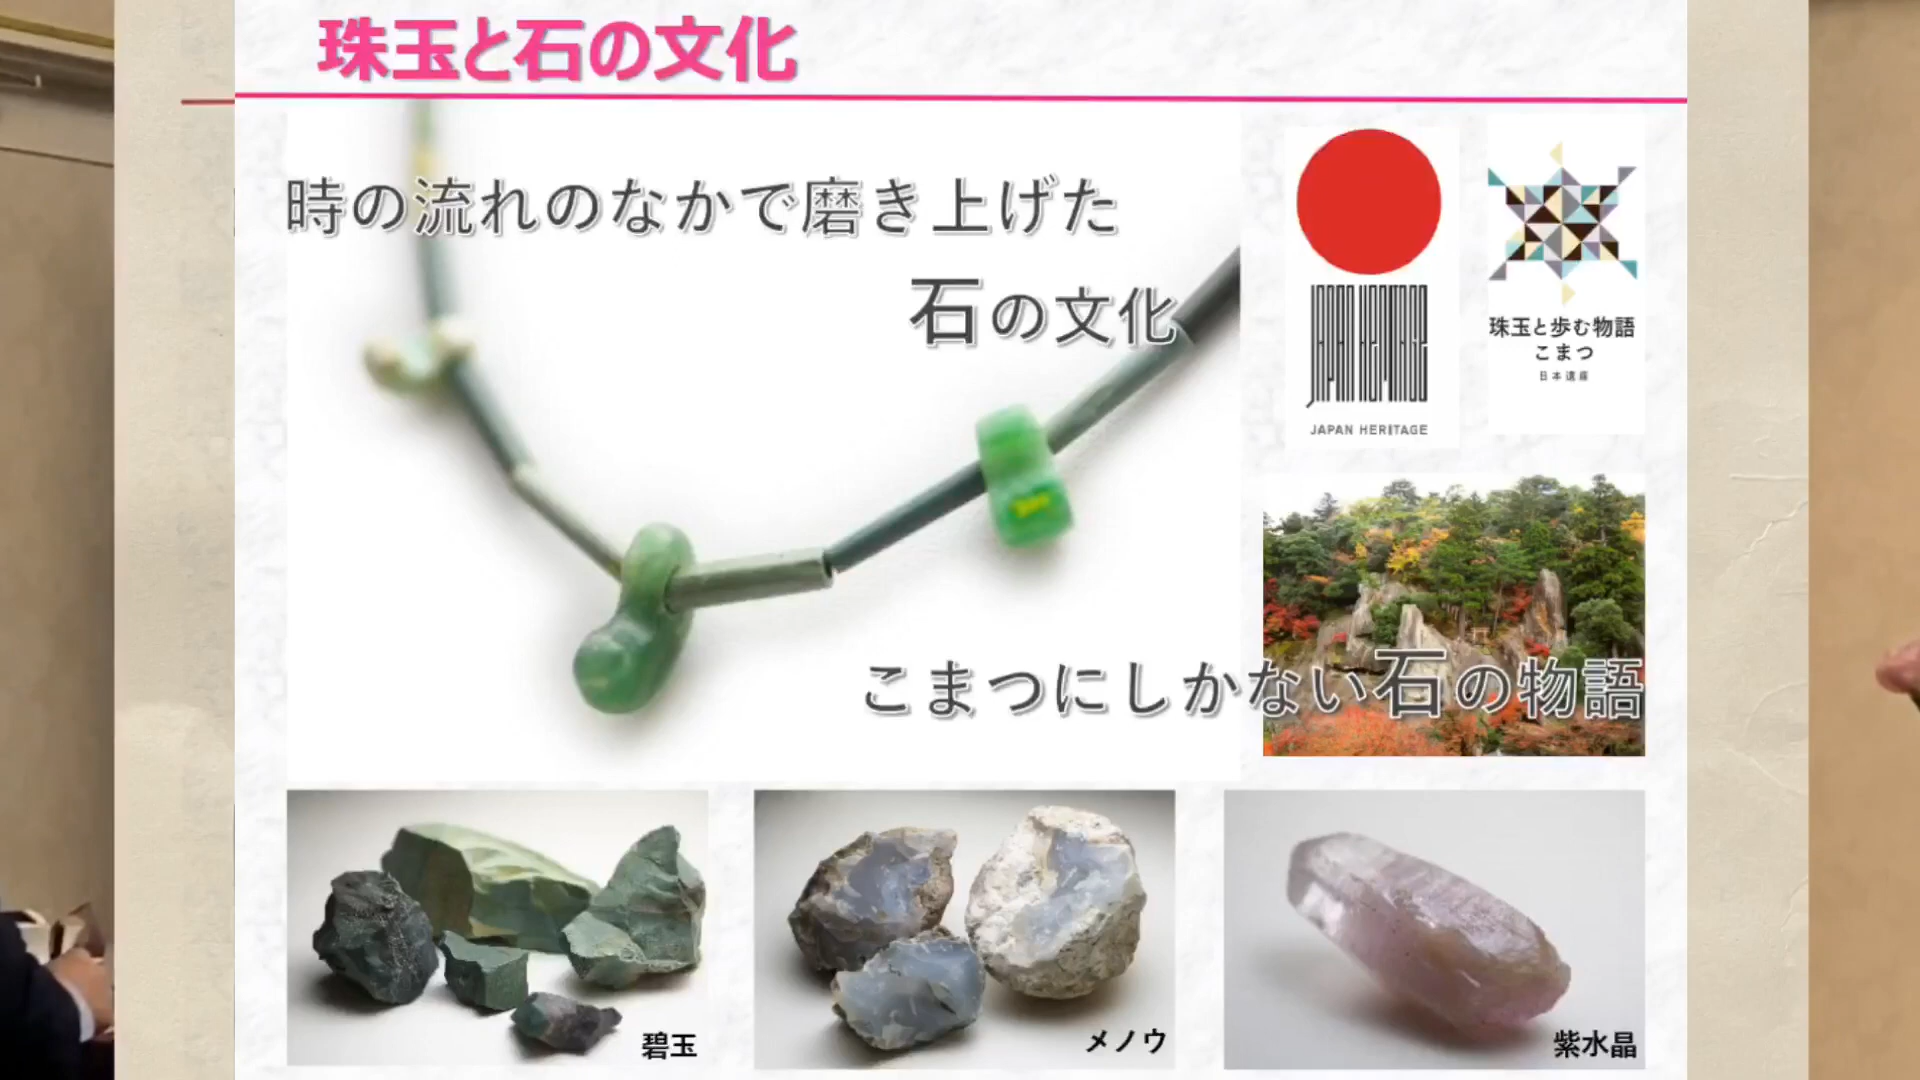 珠玉と石の文化
時の流れのなかで磨き上げた
石の文化
JAPAN HERITAGE
JAPAN HERITAGE
珠玉と歩む物語
こまつ
日本遺産
こまつにしかない石の物語
碧玉
メノウ
紫水晶